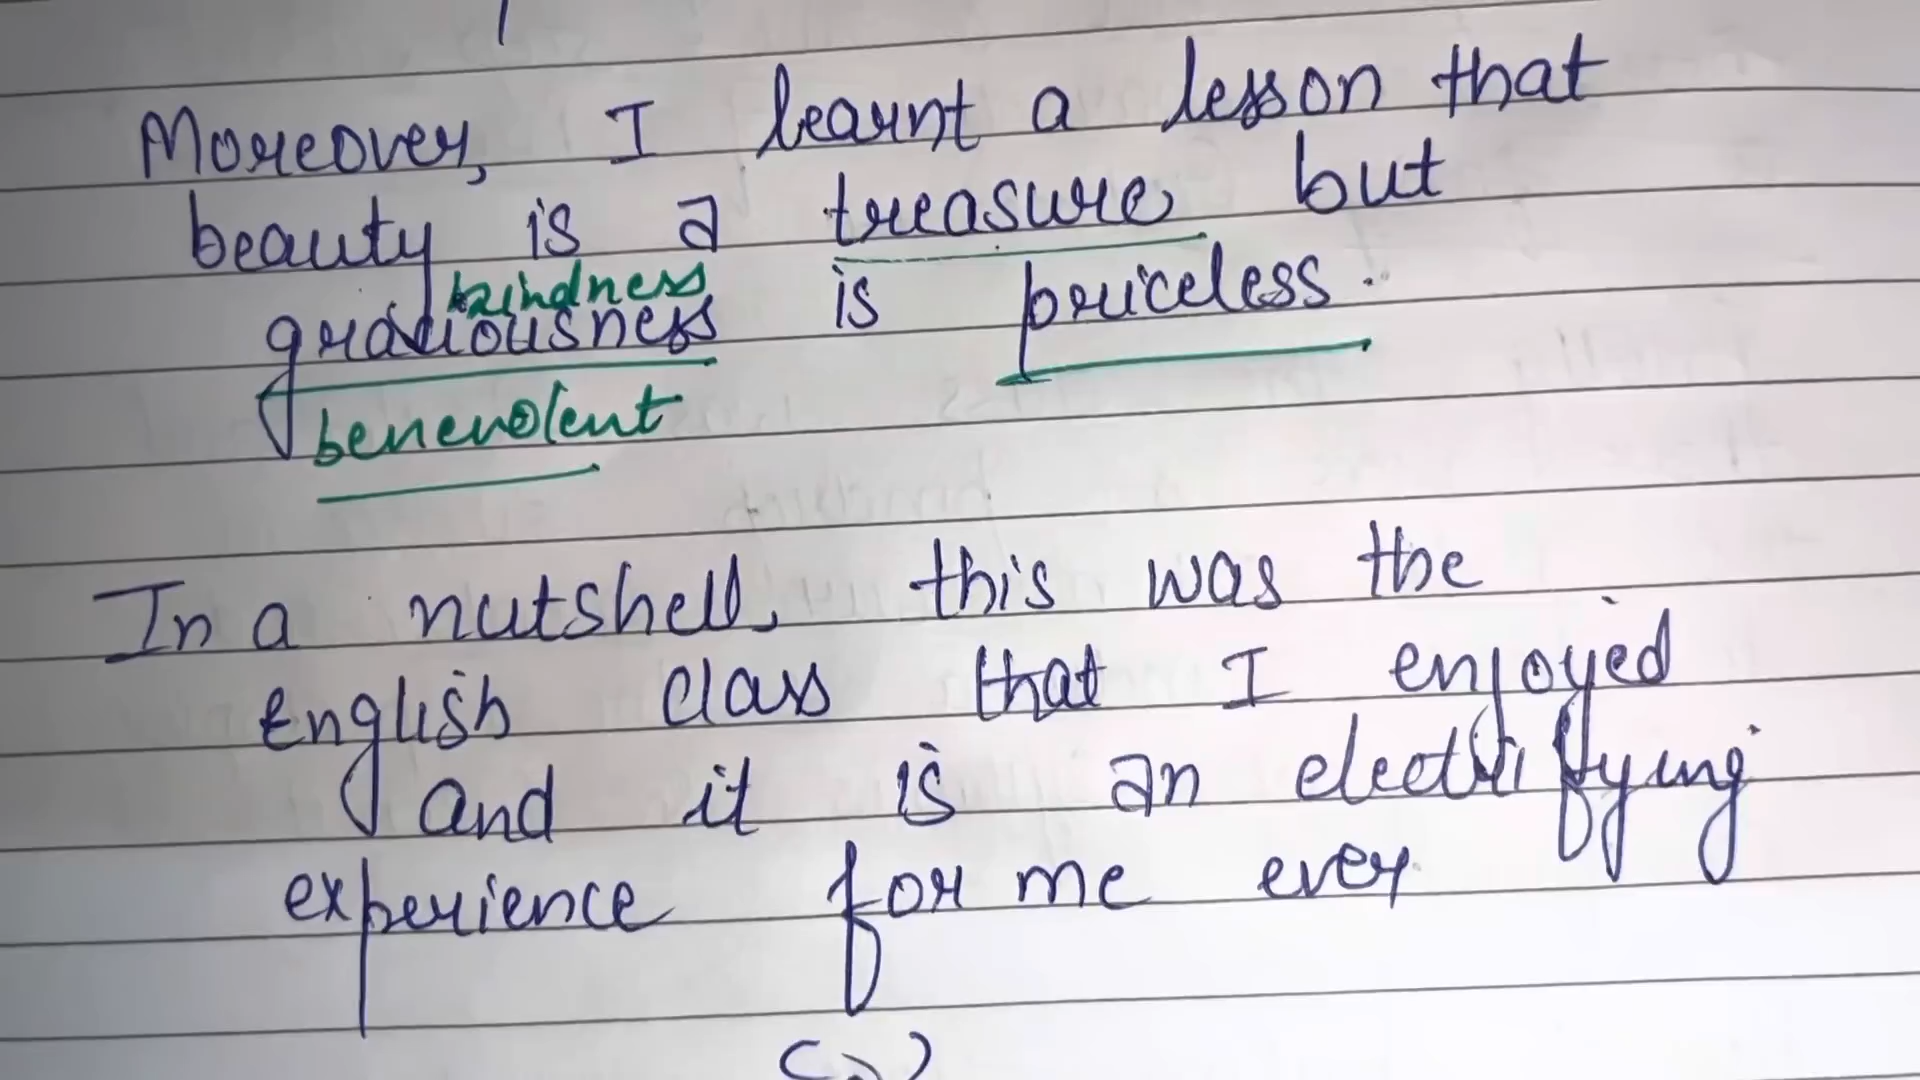 Moreover, I learnt a lesson that
beauty is a treasure but
kindness
graciousness is priceless.
benevolent
In a nutshell, this was the
English class that I enjoyed
and it is an electrifying
experience for me ever